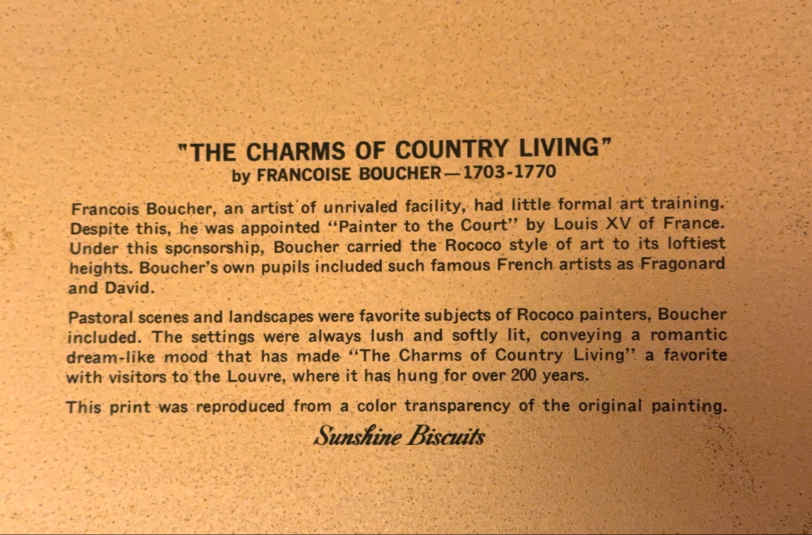 "THE CHARMS OF COUNTRY LIVING"
by FRANCOISE BOUCHER—1703-1770
Francois Boucher, an artist of unrivaled facility, had little formal art training.
Despite this, he was appointed "Painter to the Court" by Louis XV of France.
Under this sponsorship, Boucher carried the Rococo style of art to its loftiest
heights. Boucher's own pupils included such famous French artists as Fragonard
and David.
Pastoral scenes and landscapes were favorite subjects of Rococo painters, Boucher
included. The settings were always lush and softly lit, conveying a romantic
dream-like mood that has made "The Charms of Country Living" a favorite
with visitors to the Louvre, where it has hung for over 200 years.
This print was reproduced from a color transparency of the original painting.
Sunshine Biscuits